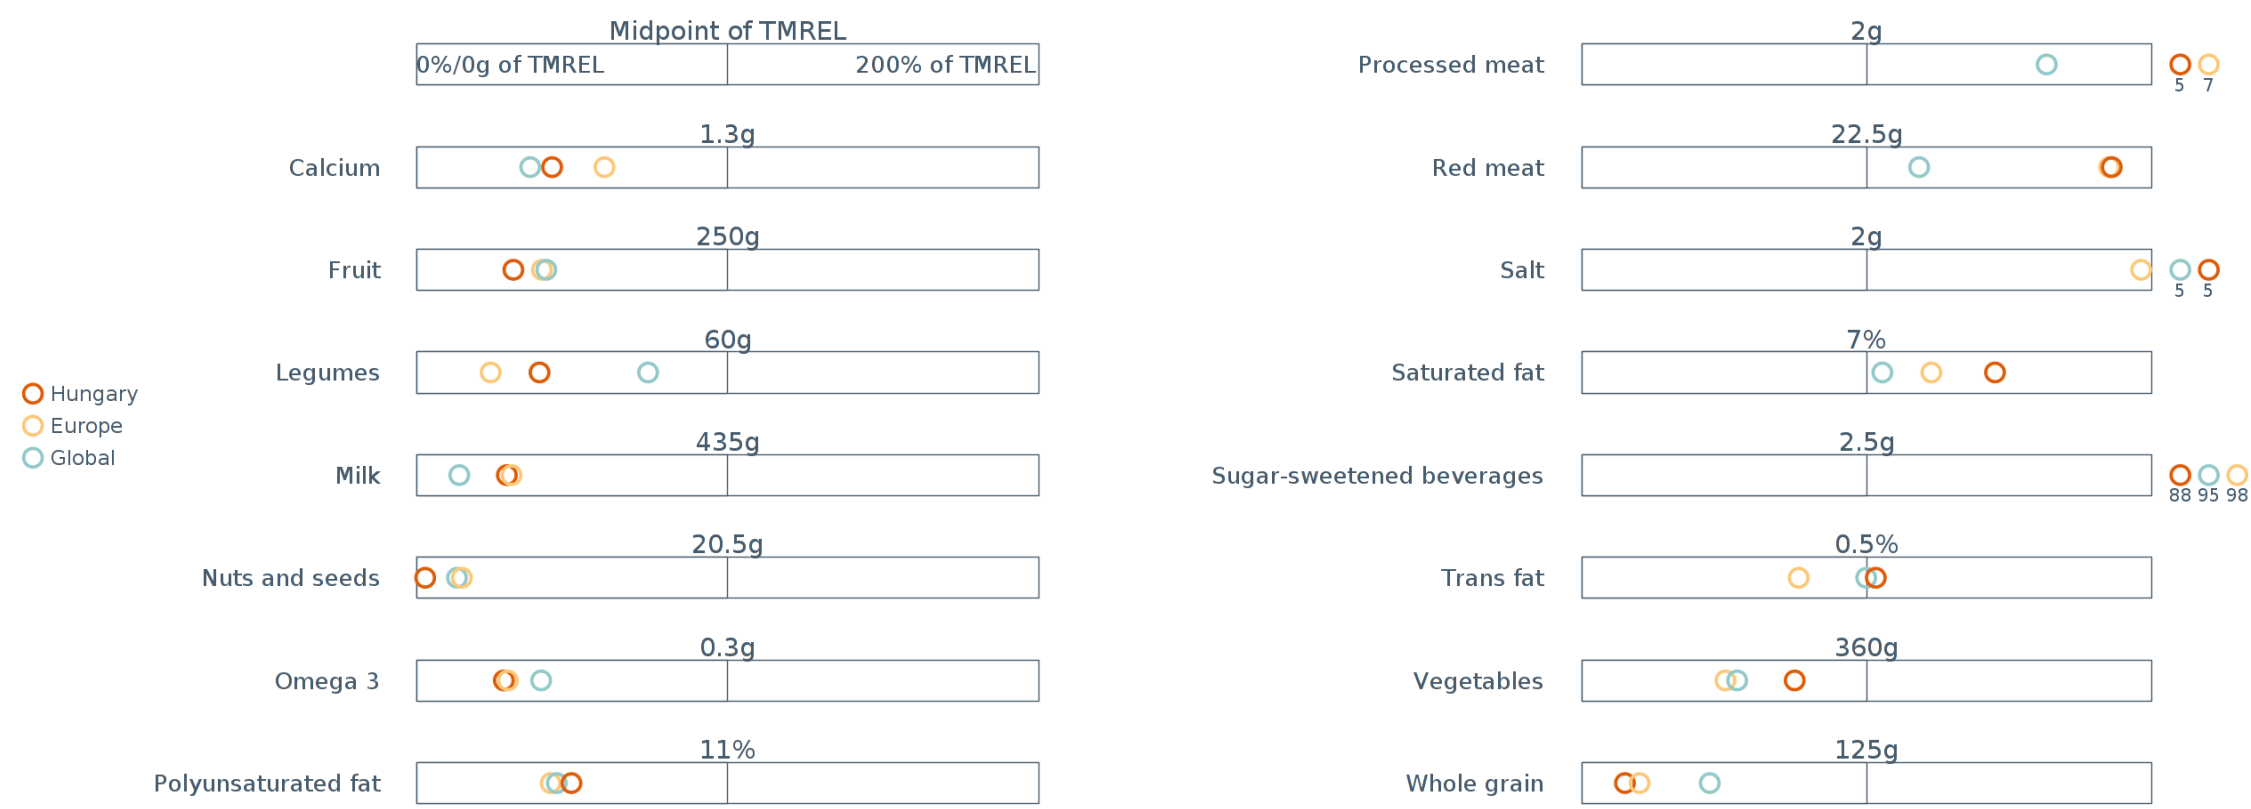 Midpoint of TMREL
0%/0g of TMREL 200% of TMREL
1.3g
Calcium
250g
Fruit
60g
Legumes
Hungary
Europe
Global
435g
Milk
20.5g
Nuts and seeds
0.3g
Omega 3
11%
Polyunsaturated fat
2g
Processed meat
5 7
22.5g
Red meat
2g
Salt
5 5
7%
Saturated fat
2.5g
Sugar-sweetened beverages
88 95 98
0.5%
Trans fat
360g
Vegetables
125g
Whole grain